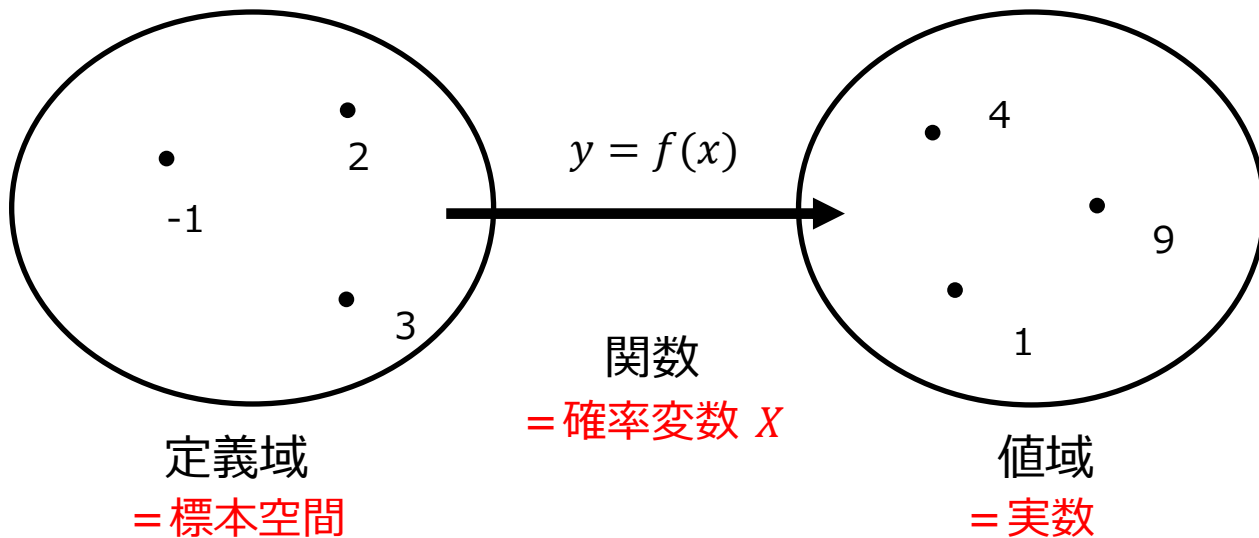 2
-1
3
y = f(x)
4
9
1
関数
=確率変数 X
定義域
=標本空間
値域
=実数